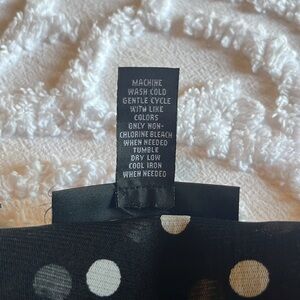 MACHINE
WASH COLD
GENTLE CYCLE
WITH LIKE
COLORS
ONLY NON-
CHLORINE BLEACH
WHEN NEEDED
TUMBLE
DRY LOW
COOL IRON
WHEN NEEDED